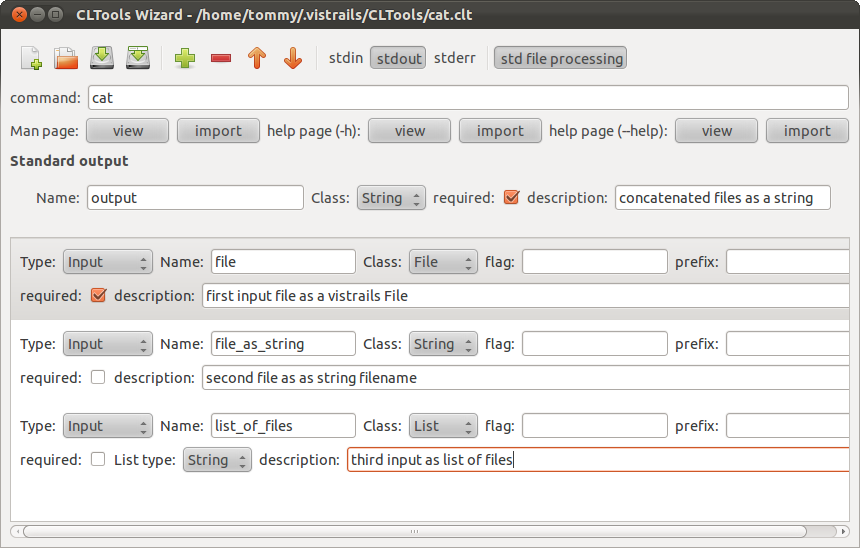 CLTools Wizard - /home/tommy/.vistrails/CLTools/cat.clt
stdin stdout stderr std file processing
command: cat
Man page: view import help page (-h): view import help page (--help): view import
Standard output
Name: output Class: String required: description: concatenated files as a string
Type: Input Name: file Class: File flag: prefix:
required: description: first input file as a vistrails File
Type: Input Name: file_as_string Class: String flag: prefix:
required: description: second file as as string filename
Type: Input Name: list_of_files Class: List flag: prefix:
required: List type: String description: third input as list of files